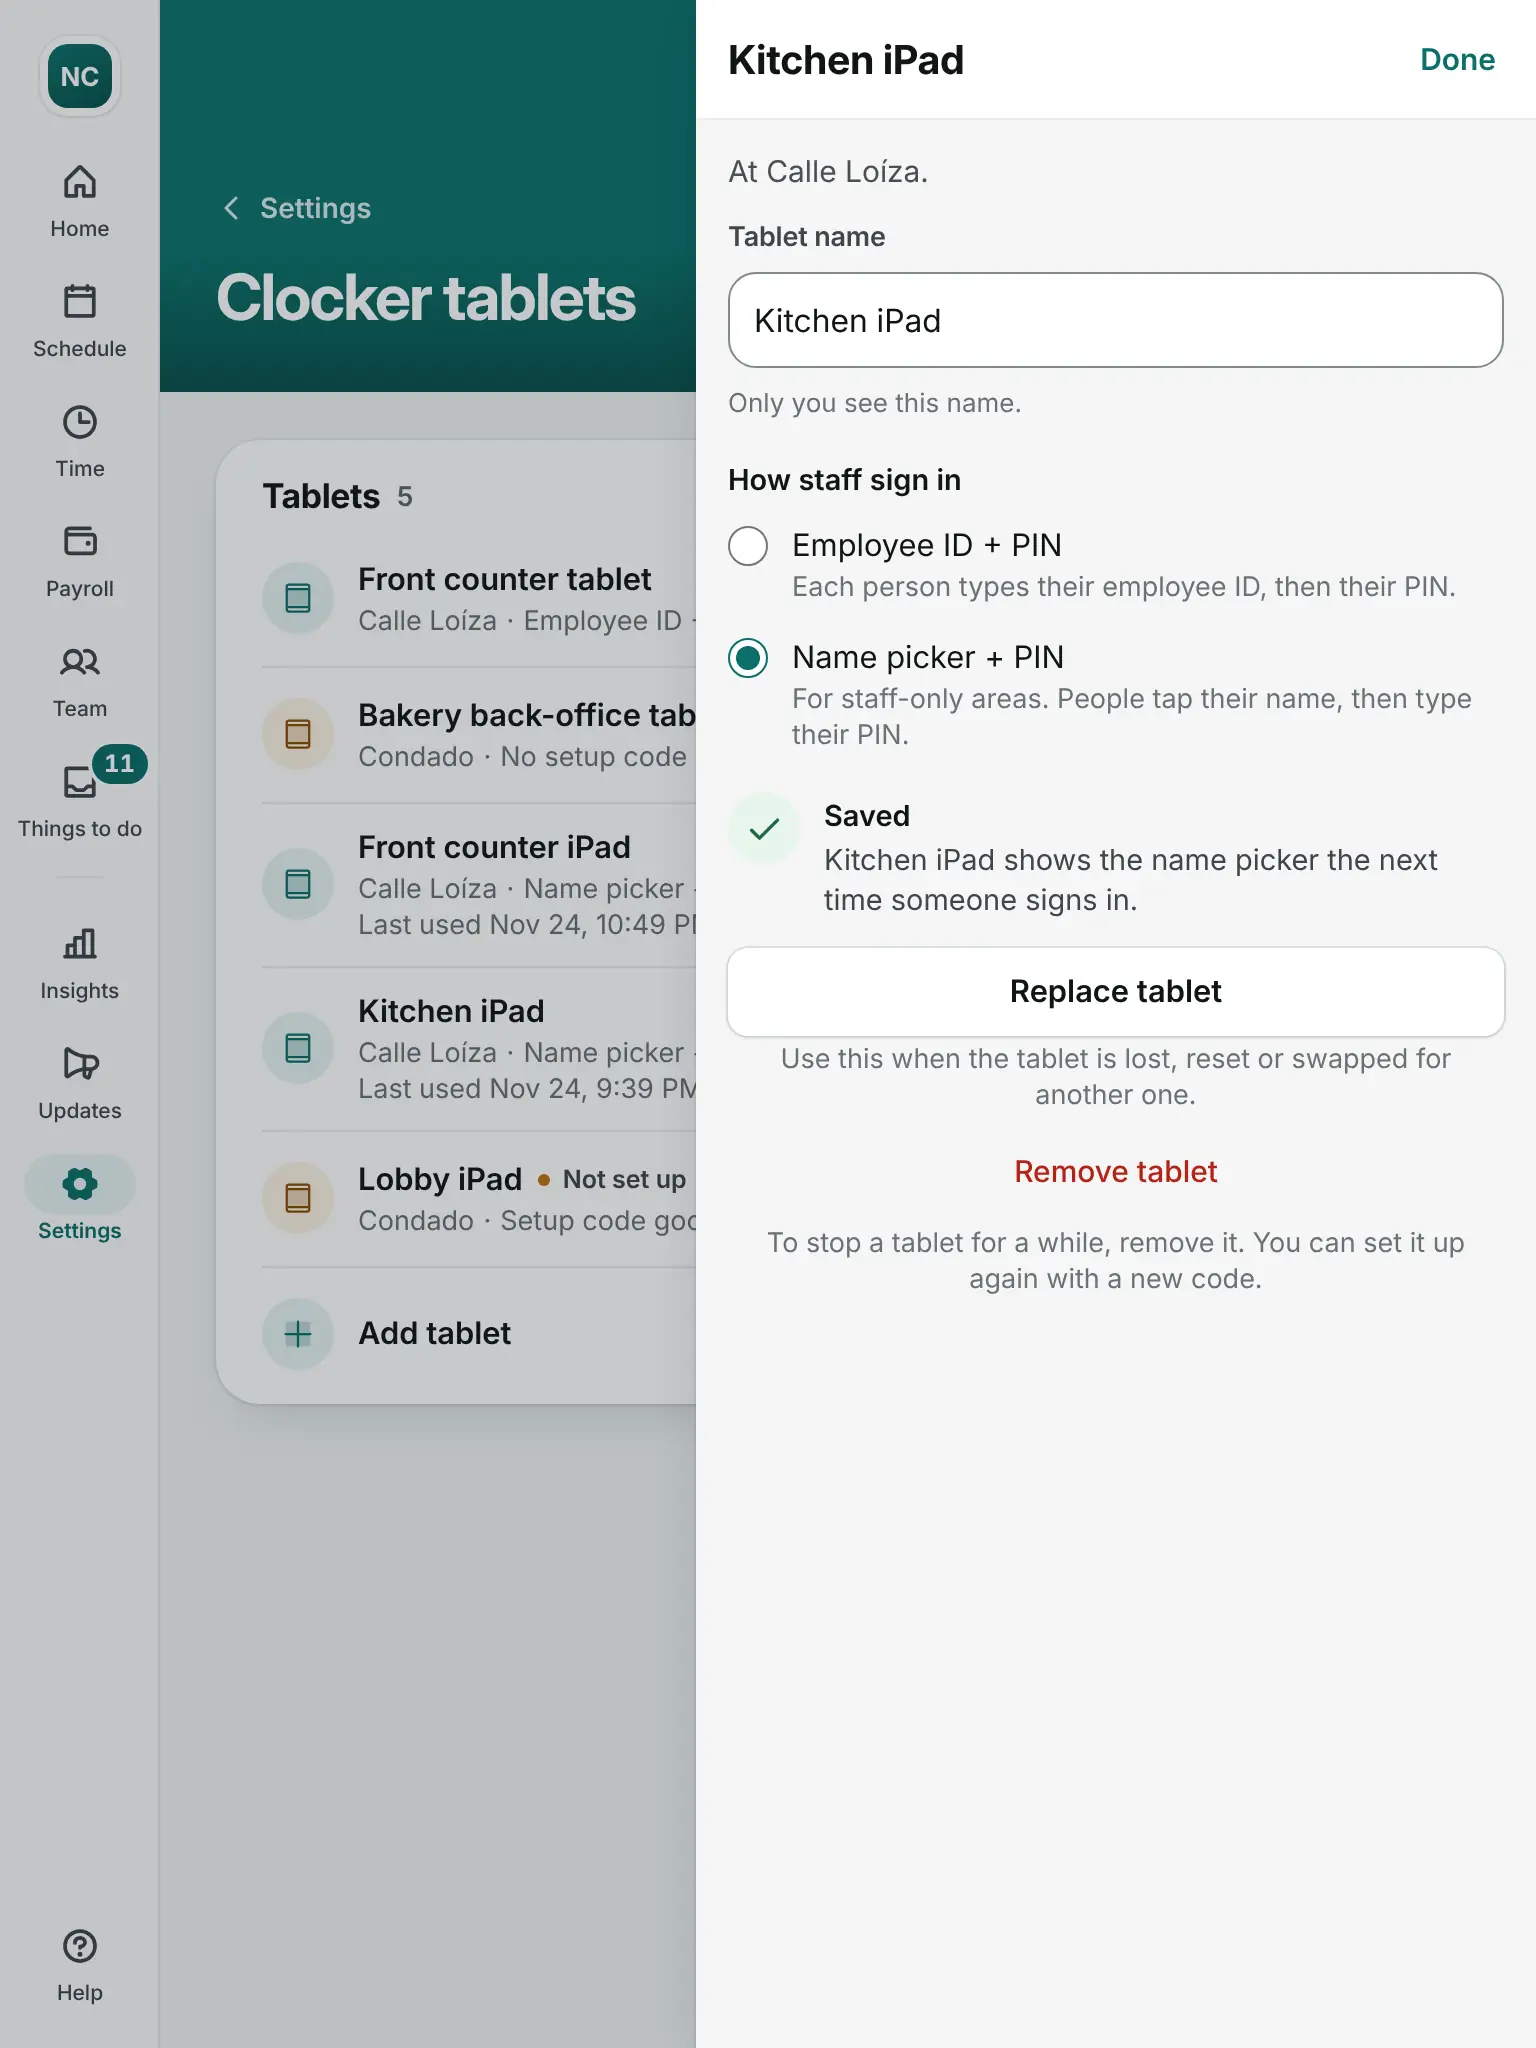 NC
Home
Schedule
Time
Payroll
Team
11
Things to do
Insights
Updates
Settings
Help
Settings
Clocker tablets
Tablets 5
Front counter tablet
Calle Loíza · Employee ID
Bakery back-office tab
Condado · No setup code
Front counter iPad
Calle Loíza · Name picker
Last used Nov 24, 10:49 PM
Kitchen iPad
Calle Loíza · Name picker
Last used Nov 24, 9:39 PM
Lobby iPad • Not set up
Condado · Setup code
Add tablet
Kitchen iPad
Done
At Calle Loíza.
Tablet name
Kitchen iPad
Only you see this name.
How staff sign in
Employee ID + PIN
Each person types their employee ID, then their PIN.
Name picker + PIN
For staff-only areas. People tap their name, then type
their PIN.
Saved
Kitchen iPad shows the name picker the next
time someone signs in.
Replace tablet
Use this when the tablet is lost, reset or swapped for
another one.
Remove tablet
To stop a tablet for a while, remove it. You can set it up
again with a new code.